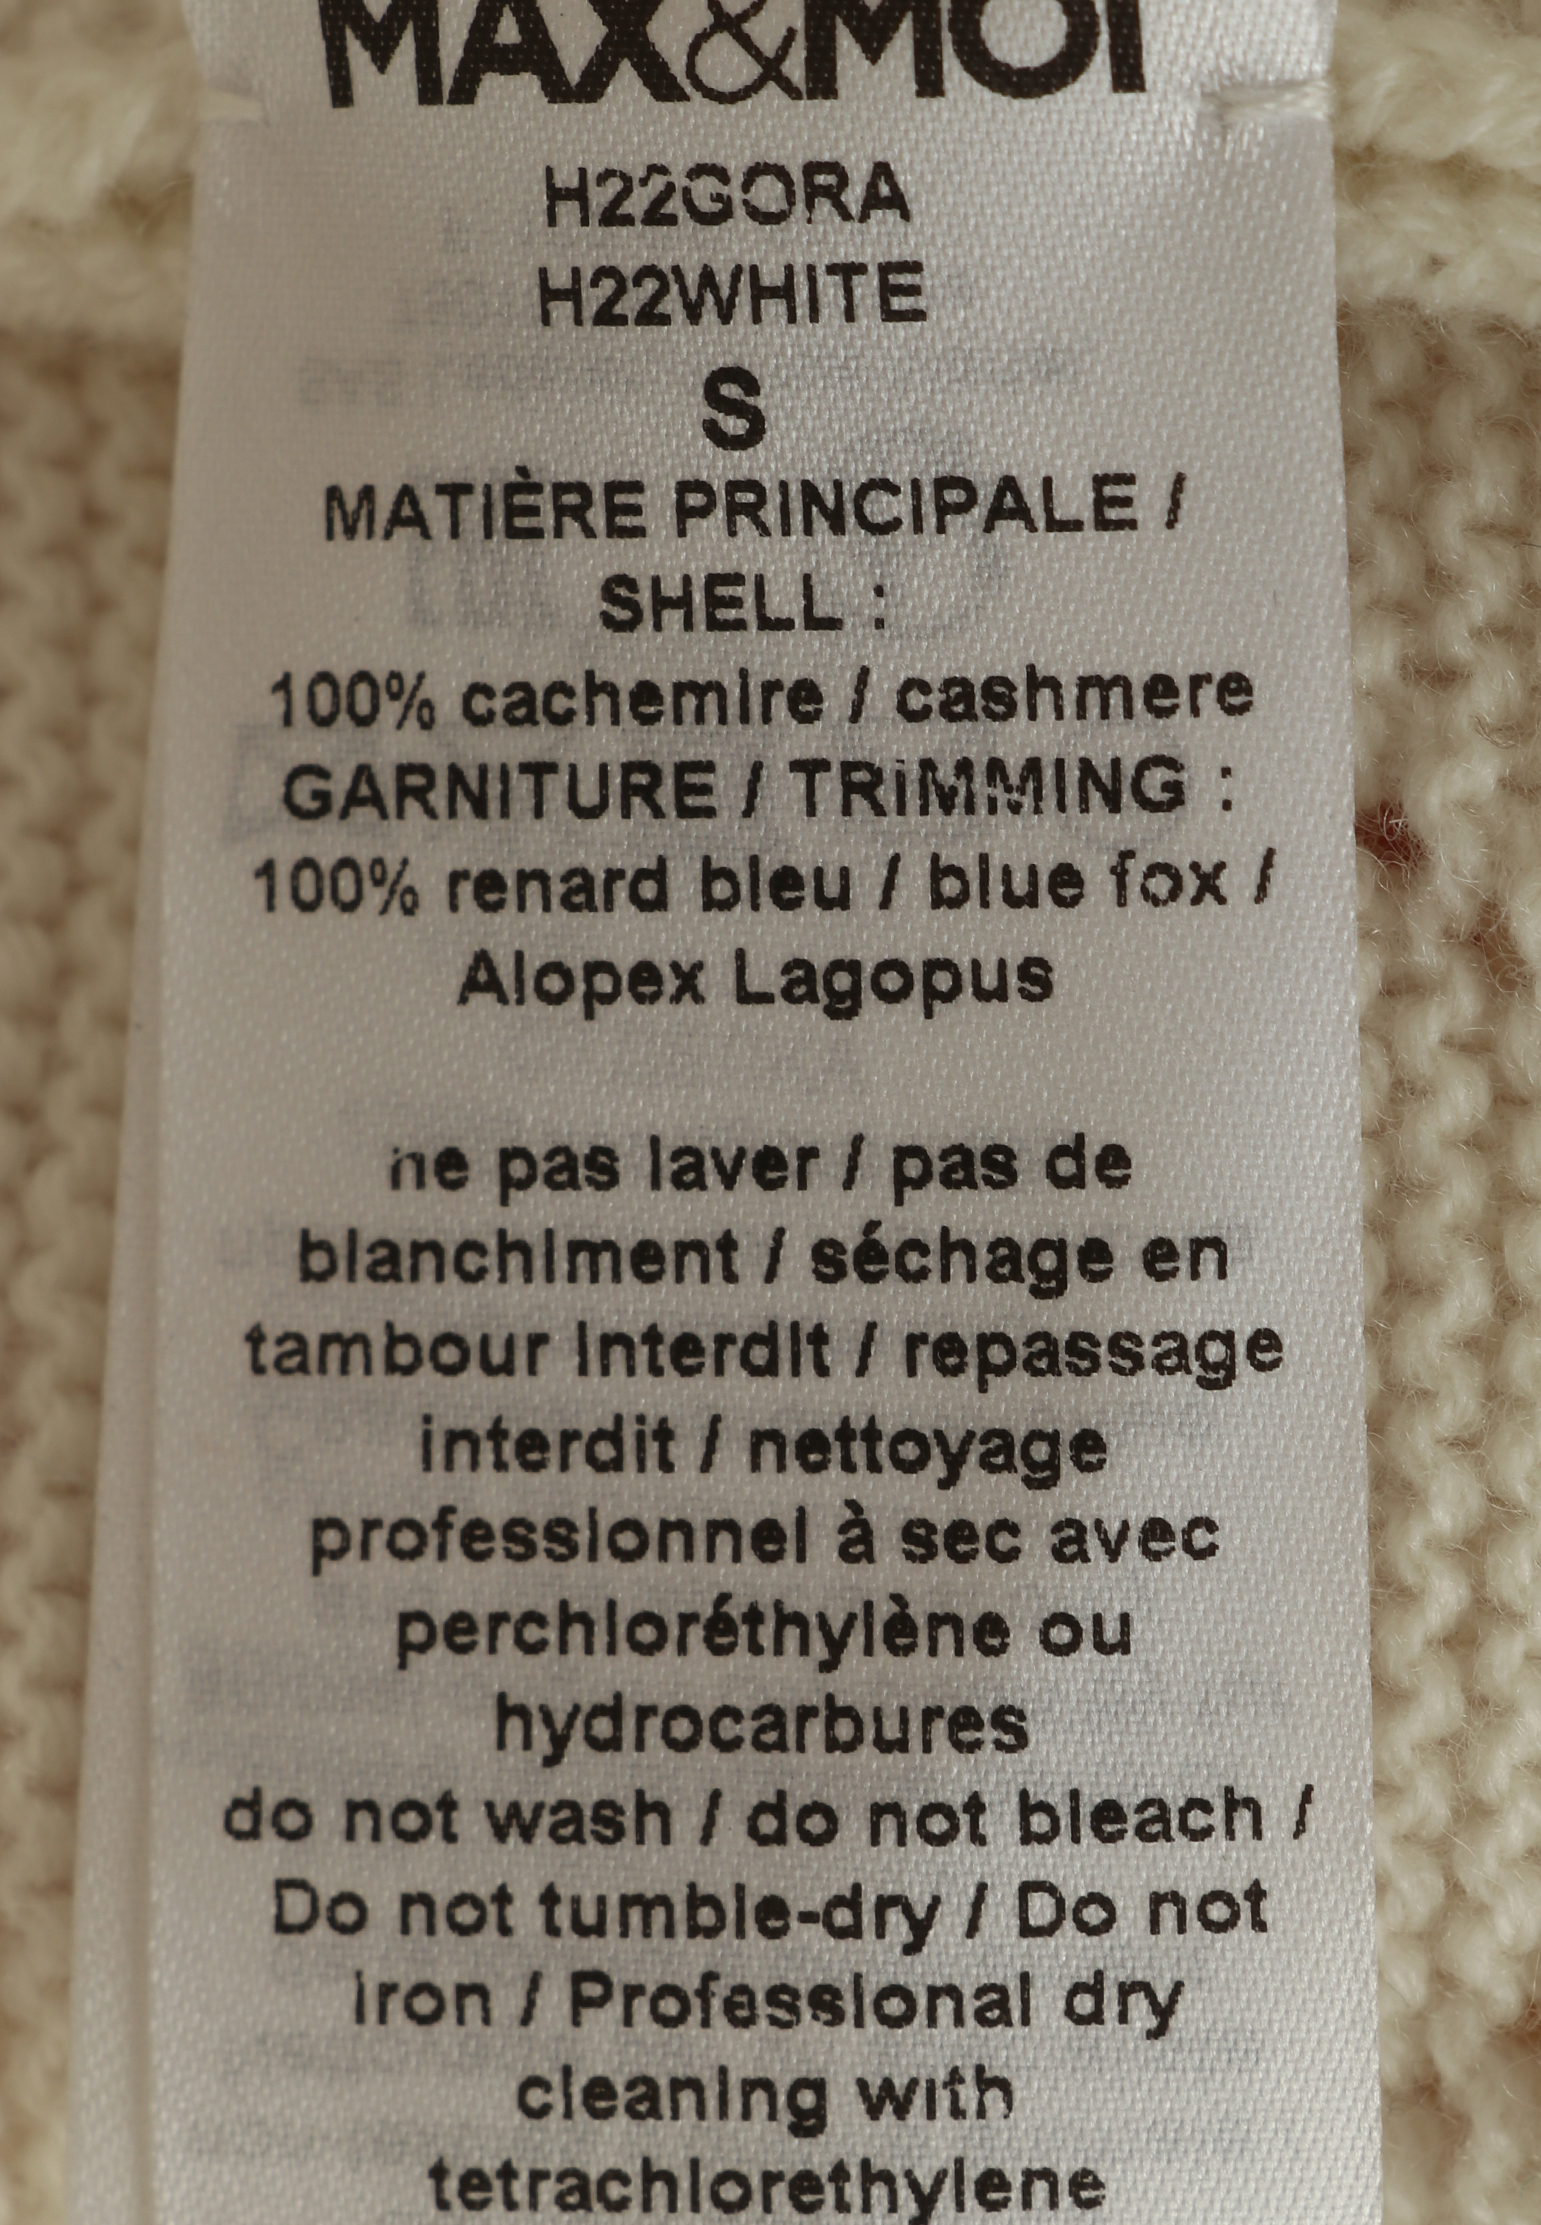 MAX&MOI
H22GORA
H22WHITE
S
MATIÈRE PRINCIPALE /
SHELL :
100% cachemire / cashmere
GARNITURE / TRIMMING :
100% renard bleu / blue fox /
Alopex Lagopus
ne pas laver / pas de
blanchiment / séchage en
tambour interdit / repassage
interdit / nettoyage
professionnel à sec avec
perchloréthylène ou
hydrocarbures
do not wash / do not bleach /
Do not tumble-dry / Do not
iron / Professional dry
cleaning with
tetrachlorethylene